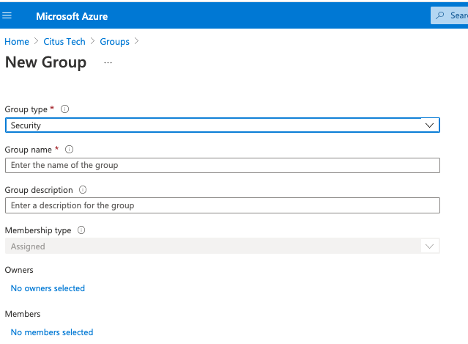 Microsoft Azure
Sear
Home > Citus Tech > Groups >
New Group ...
Group type *
Security
Group name *
Enter the name of the group
Group description
Enter a description for the group
Membership type
Assigned
Owners
No owners selected
Members
No members selected